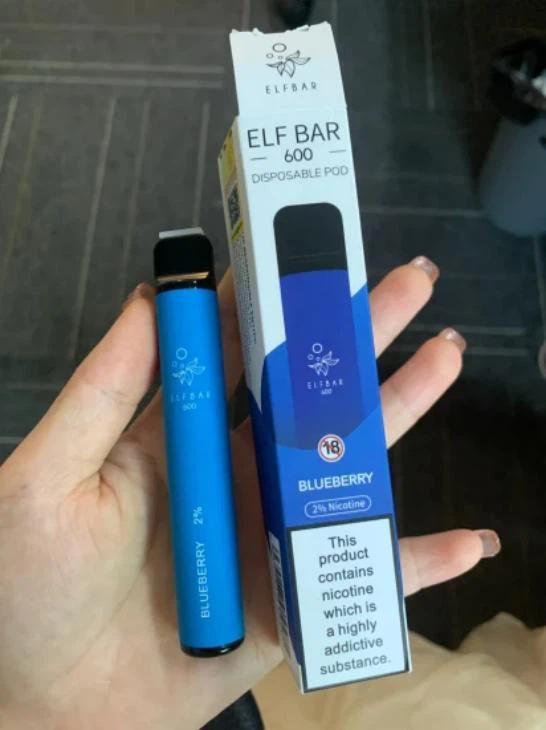 ELFBAR
ELF BAR
600
DISPOSABLE POD
ELFBAR
600
18
BLUEBERRY
2% Nicotine
This
product
contains
nicotine
which is
a highly
addictive
substance.
ELFBAR
600
BLUEBERRY 2%